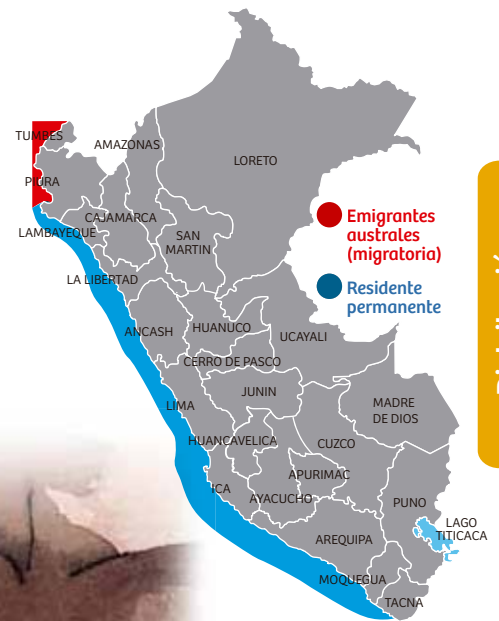 TUMBES
AMAZONAS
LORETO
PIURA
CAJAMARCA
LAMBAYEQUE
SAN
MARTIN
LA LIBERTAD
Emigrantes
australes
(migratoria)
Residente
permanente
ANCASH
HUANUCO
UCAYALI
CERRO DE PASCO
JUNIN
LIMA
MADRE
DE DIOS
HUANCAVELICA
CUZCO
APURIMAC
ICA
AYACUCHO
PUNO
LAGO
TITICACA
AREQUIPA
MOQUEGUA
TACNA